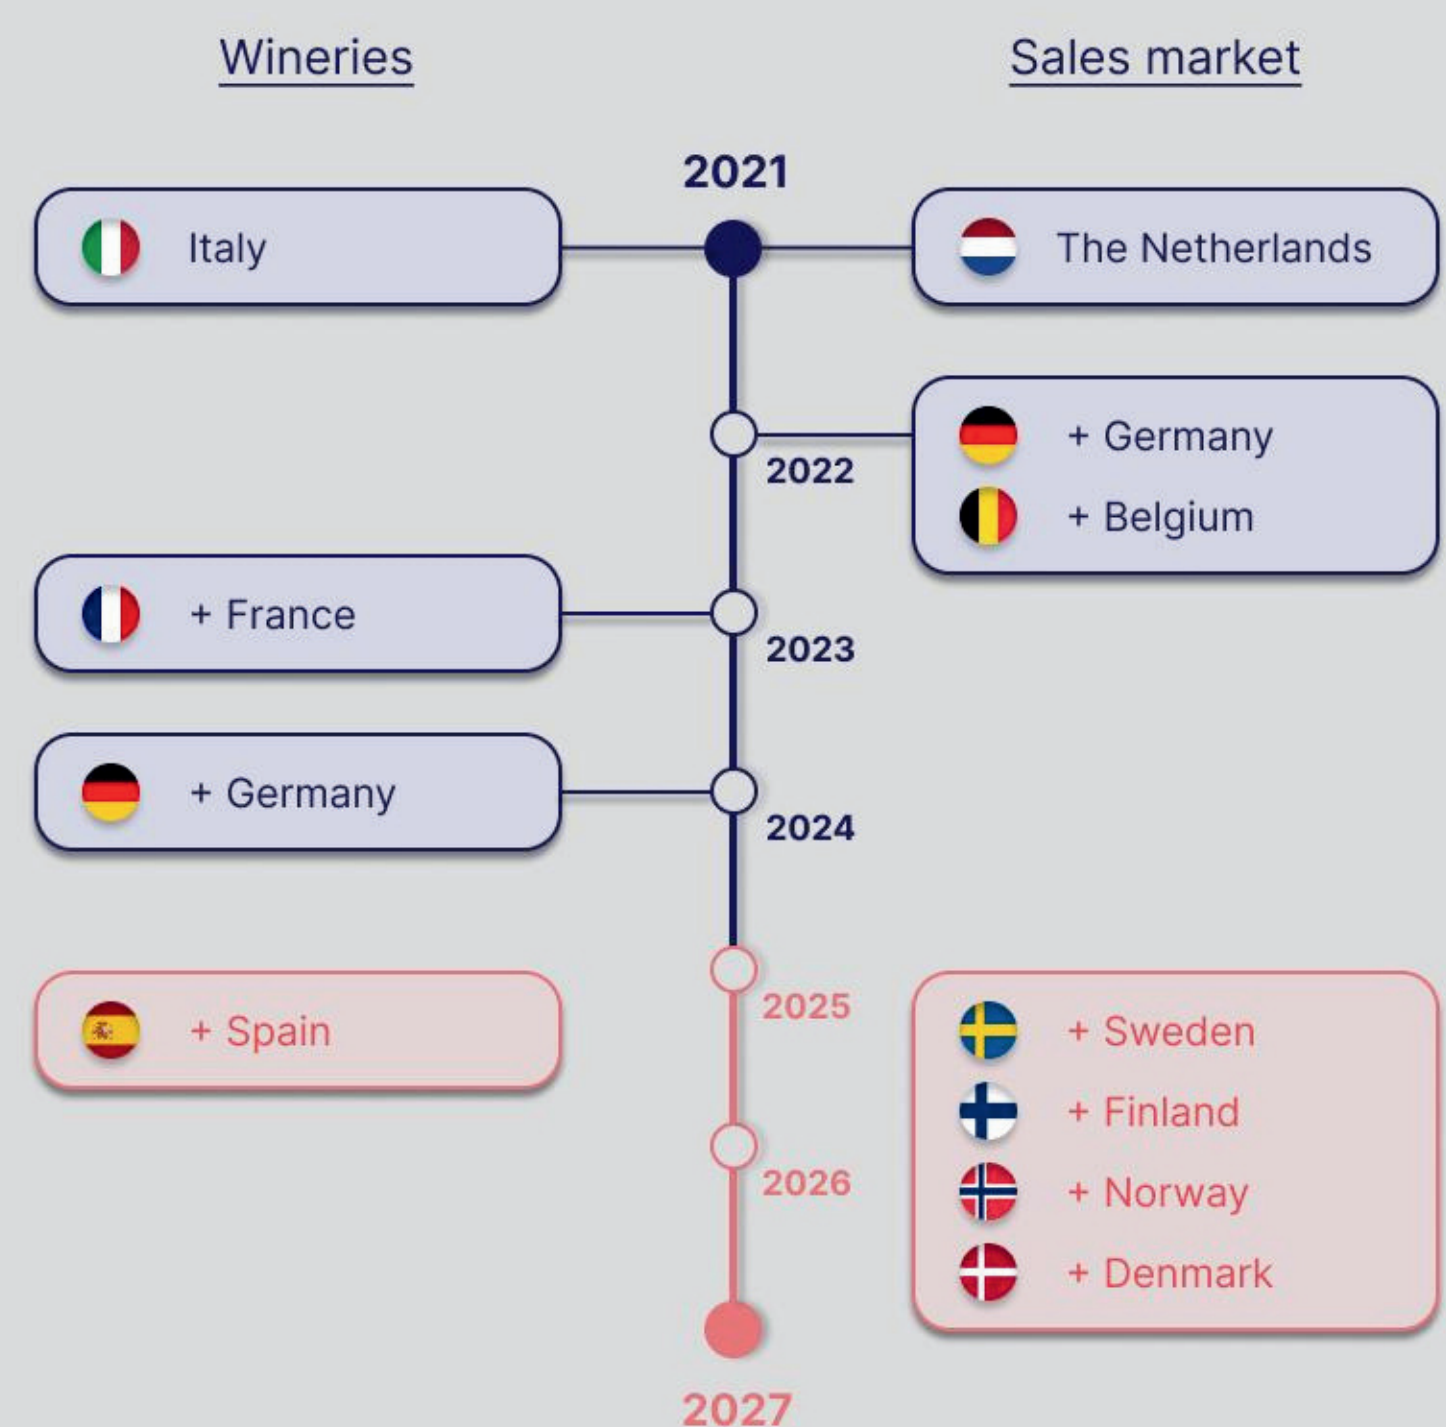 Wineries
Sales market
2021
Italy
The Netherlands
2022
+ Germany
+ Belgium
+ France
2023
+ Germany
2024
+ Spain
2025
+ Sweden
+ Finland
2026
+ Norway
+ Denmark
2027